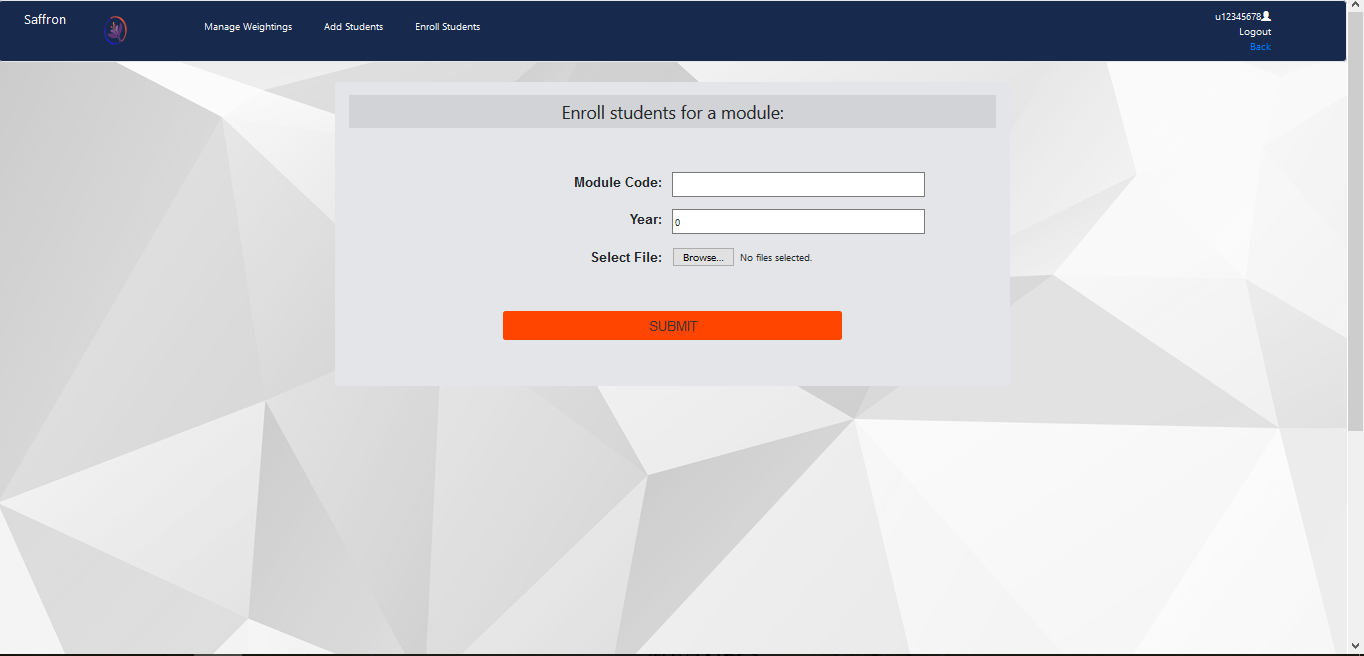 Saffron
Manage Weightings
Add Students
Enroll Students
u12345678
Logout
Back
Enroll students for a module:
Module Code:
Year:
0
Select File:
Browse...
No files selected.
SUBMIT